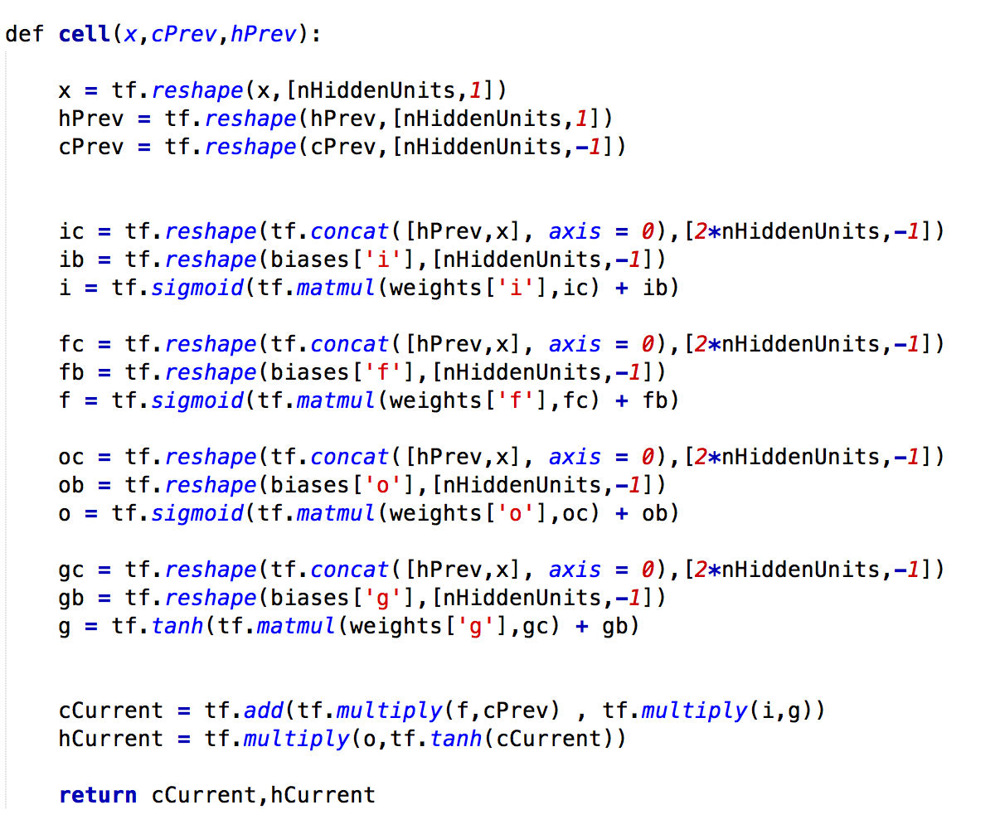 def cell(x,cPrev,hPrev):
x = tf.reshape(x,[nHiddenUnits,1])
hPrev = tf.reshape(hPrev,[nHiddenUnits,1])
cPrev = tf.reshape(cPrev,[nHiddenUnits,-1])
ic = tf.reshape(tf.concat([hPrev,x], axis = 0),[2*nHiddenUnits,-1])
ib = tf.reshape(biases['i'],[nHiddenUnits,-1])
i = tf.sigmoid(tf.matmul(weights['i'],ic) + ib)
fc = tf.reshape(tf.concat([hPrev,x], axis = 0),[2*nHiddenUnits,-1])
fb = tf.reshape(biases['f'],[nHiddenUnits,-1])
f = tf.sigmoid(tf.matmul(weights['f'],fc) + fb)
oc = tf.reshape(tf.concat([hPrev,x], axis = 0),[2*nHiddenUnits,-1])
ob = tf.reshape(biases['o'],[nHiddenUnits,-1])
o = tf.sigmoid(tf.matmul(weights['o'],oc) + ob)
gc = tf.reshape(tf.concat([hPrev,x], axis = 0),[2*nHiddenUnits,-1])
gb = tf.reshape(biases['g'],[nHiddenUnits,-1])
g = tf.tanh(tf.matmul(weights['g'],gc) + gb)
cCurrent = tf.add(tf.multiply(f,cPrev) , tf.multiply(i,g))
hCurrent = tf.multiply(o,tf.tanh(cCurrent))
return cCurrent,hCurrent